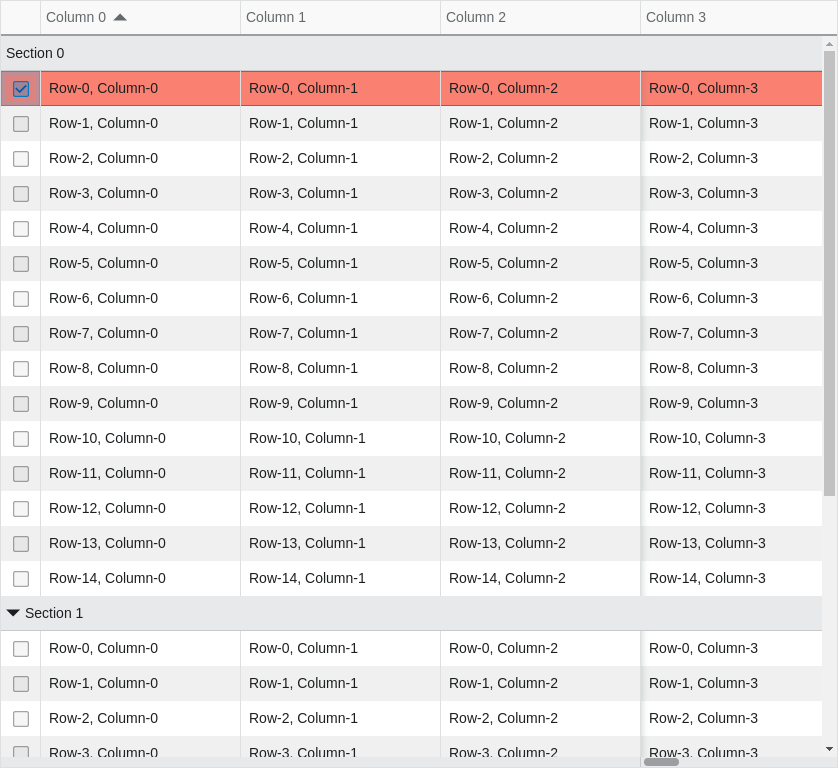 Column 0 Column 1 Column 2 Column 3
Section 0
Row-0, Column-0 Row-0, Column-1 Row-0, Column-2 Row-0, Column-3
Row-1, Column-0 Row-1, Column-1 Row-1, Column-2 Row-1, Column-3
Row-2, Column-0 Row-2, Column-1 Row-2, Column-2 Row-2, Column-3
Row-3, Column-0 Row-3, Column-1 Row-3, Column-2 Row-3, Column-3
Row-4, Column-0 Row-4, Column-1 Row-4, Column-2 Row-4, Column-3
Row-5, Column-0 Row-5, Column-1 Row-5, Column-2 Row-5, Column-3
Row-6, Column-0 Row-6, Column-1 Row-6, Column-2 Row-6, Column-3
Row-7, Column-0 Row-7, Column-1 Row-7, Column-2 Row-7, Column-3
Row-8, Column-0 Row-8, Column-1 Row-8, Column-2 Row-8, Column-3
Row-9, Column-0 Row-9, Column-1 Row-9, Column-2 Row-9, Column-3
Row-10, Column-0 Row-10, Column-1 Row-10, Column-2 Row-10, Column-3
Row-11, Column-0 Row-11, Column-1 Row-11, Column-2 Row-11, Column-3
Row-12, Column-0 Row-12, Column-1 Row-12, Column-2 Row-12, Column-3
Row-13, Column-0 Row-13, Column-1 Row-13, Column-2 Row-13, Column-3
Row-14, Column-0 Row-14, Column-1 Row-14, Column-2 Row-14, Column-3
Section 1
Row-0, Column-0 Row-0, Column-1 Row-0, Column-2 Row-0, Column-3
Row-1, Column-0 Row-1, Column-1 Row-1, Column-2 Row-1, Column-3
Row-2, Column-0 Row-2, Column-1 Row-2, Column-2 Row-2, Column-3
Row-3, Column-0 Row-3, Column-1 Row-3, Column-2 Row-3, Column-3